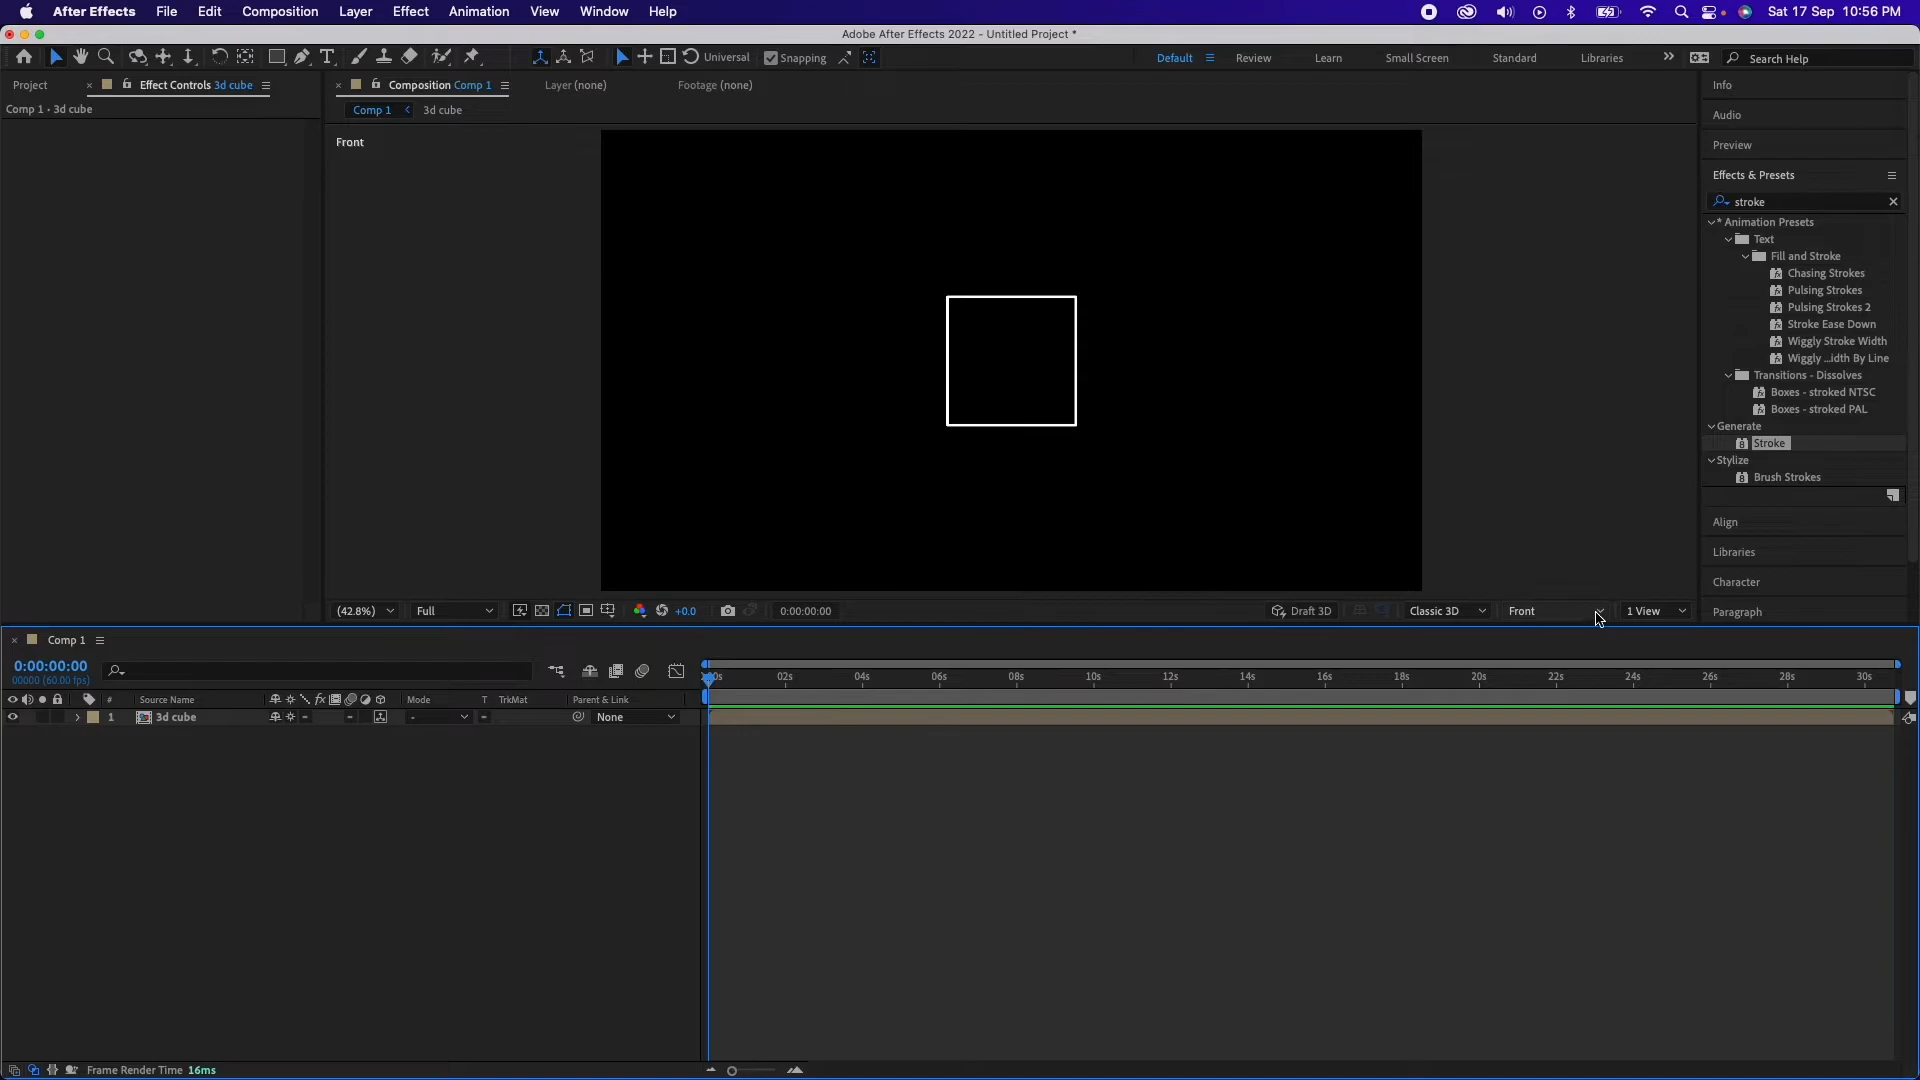 After Effects File Edit Composition Layer Effect Animation View Window Help Sat 17 Sep 10:56 PM
Adobe After Effects 2022 - Untitled Project *
Universal Snapping Default Review Learn Small Screen Standard Libraries Search Help
Project Effect Controls 3d cube Composition Comp 1 Layer (none) Footage (none) Info
Comp 1 • 3d cube Comp 1 3d cube
Audio
Front
Preview
Effects & Presets
stroke
* Animation Presets
Text
Fill and Stroke
Chasing Strokes
Pulsing Strokes
Pulsing Strokes 2
Stroke Ease Down
Wiggly Stroke Width
Wiggly ...idth By Line
Transitions - Dissolves
Boxes - stroked NTSC
Boxes - stroked PAL
Generate
Stroke
Stylize
Brush Strokes
Align
Libraries
Character
Paragraph
(42.8%) Full +0.0 0:00:00:00 Draft 3D Classic 3D Front 1 View
Comp 1
0:00:00:00
00000 (60.00 fps)
02s 04s 06s 08s 10s 12s 14s 16s 18s 20s 22s 24s 26s 28s 30s
# Source Name fx Mode T TrkMat Parent & Link
1 3d cube - None
Frame Render Time 16ms